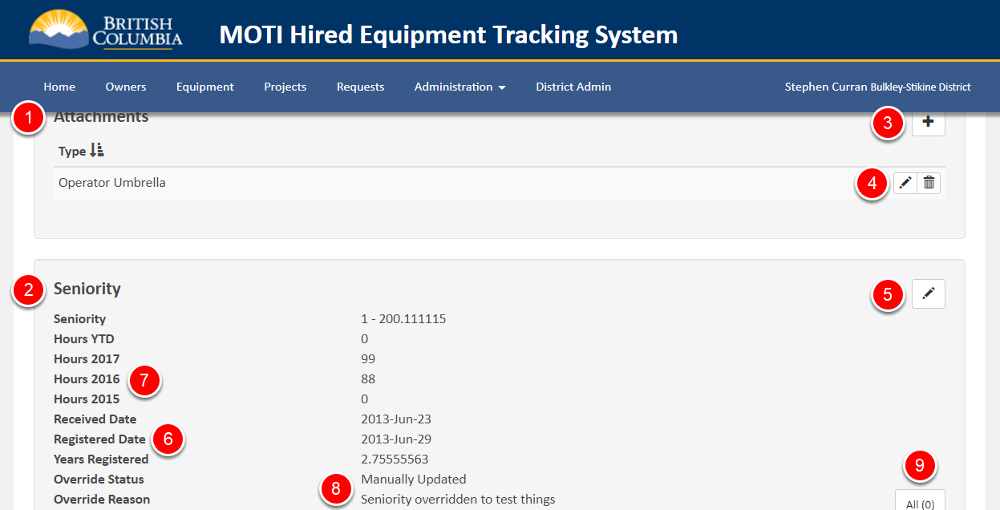 BRITISH
COLUMBIA
MOTI Hired Equipment Tracking System
Home Owners Equipment Projects Requests Administration District Admin Stephen Curran Bulkley-Stikine District
1 Attachments 3 +
Type
Operator Umbrella 4
2 Seniority 5
Seniority 1 - 200.111115
Hours YTD 0
Hours 2017 99
Hours 2016 7 88
Hours 2015 0
Received Date 2013-Jun-23
Registered Date 6 2013-Jun-29
Years Registered 2.75555563 9
Override Status Manually Updated
Override Reason 8 Seniority overridden to test things
All (0)